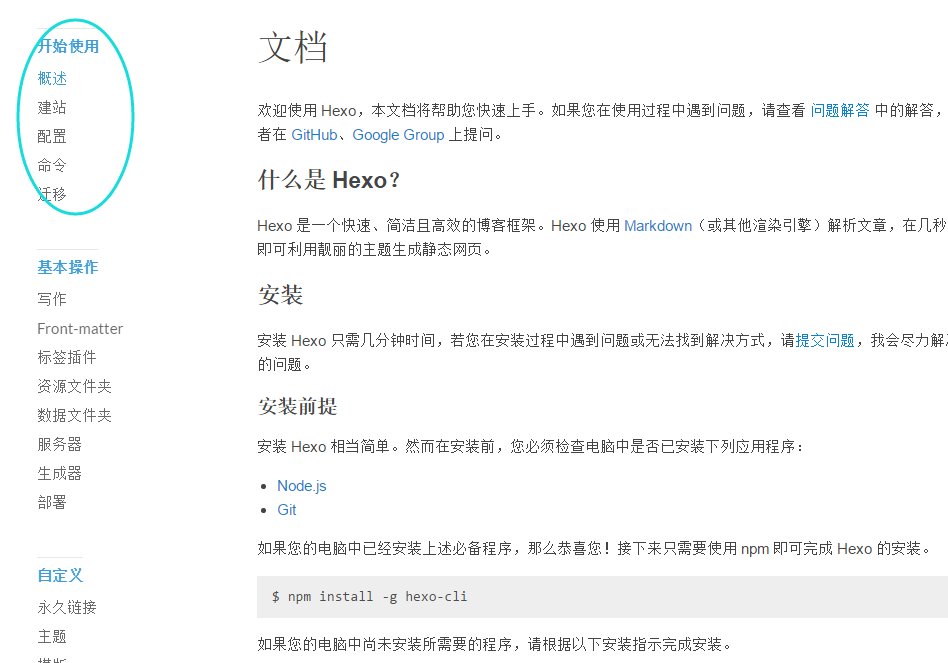 开始使用
概述
建站
配置
命令
迁移
基本操作
写作
Front-matter
标签插件
资源文件夹
数据文件夹
服务器
生成器
部署
自定义
永久链接
主题
文档
欢迎使用 Hexo，本文档将帮助您快速上手。如果您在使用过程中遇到问题，请查看 问题解答 中的解答，
者在 GitHub、Google Group 上提问。
什么是 Hexo？
Hexo 是一个快速、简洁且高效的博客框架。Hexo 使用 Markdown（或其他渲染引擎）解析文章，在几秒
即可利用靓丽的主题生成静态网页。
安装
安装 Hexo 只需几分钟时间，若您在安装过程中遇到问题或无法找到解决方式，请提交问题，我会尽力解
的问题。
安装前提
安装 Hexo 相当简单。然而在安装前，您必须检查电脑中是否已安装下列应用程序：
Node.js
Git
如果您的电脑中已经安装上述必备程序，那么恭喜您！接下来只需要使用 npm 即可完成 Hexo 的安装。
$ npm install -g hexo-cli
如果您的电脑中尚未安装所需要的程序，请根据以下安装指示完成安装。